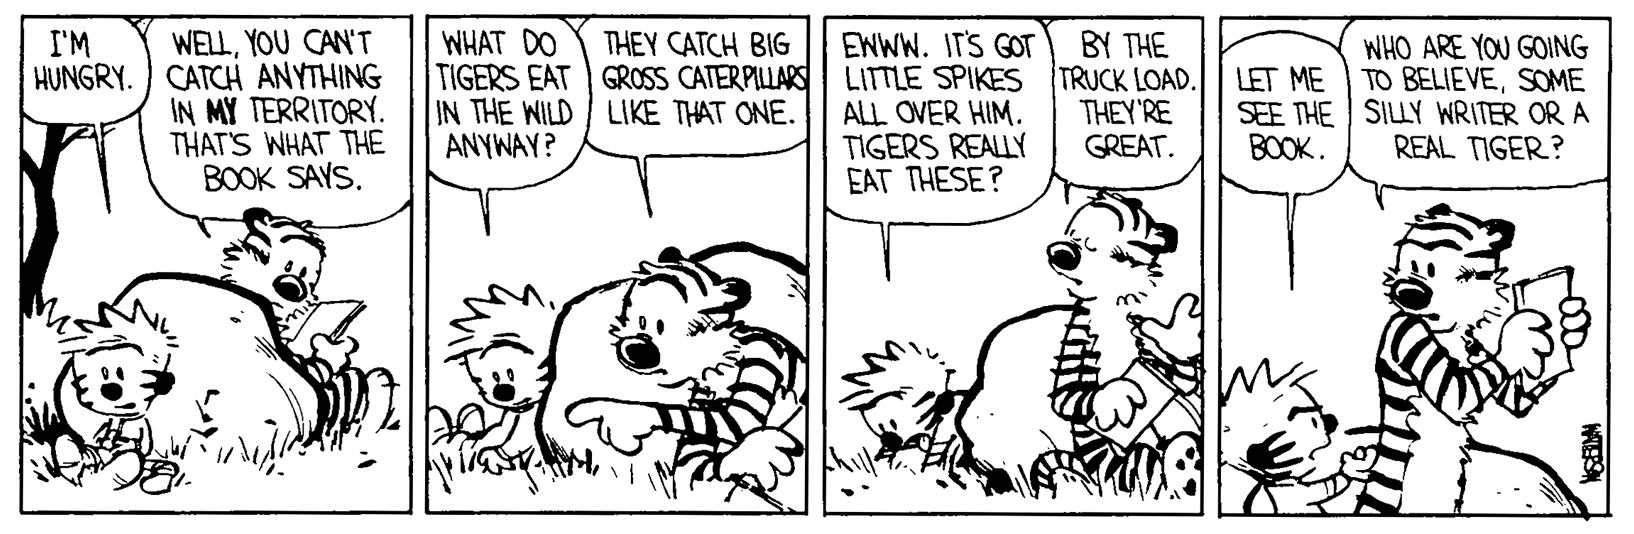 I'M
HUNGRY.
WELL, YOU CAN'T
CATCH ANYTHING
IN MY TERRITORY.
THAT'S WHAT THE
BOOK SAYS.
WHAT DO
TIGERS EAT
IN THE WILD
ANYWAY?
THEY CATCH BIG
GROSS CATERPILLARS
LIKE THAT ONE.
EWWW. IT'S GOT
LITTLE SPIKES
ALL OVER HIM.
TIGERS REALLY
EAT THESE?
BY THE
TRUCK LOAD.
THEY'RE
GREAT.
LET ME
SEE THE
BOOK.
WHO ARE YOU GOING
TO BELIEVE, SOME
SILLY WRITER OR A
REAL TIGER?
WATTERSON